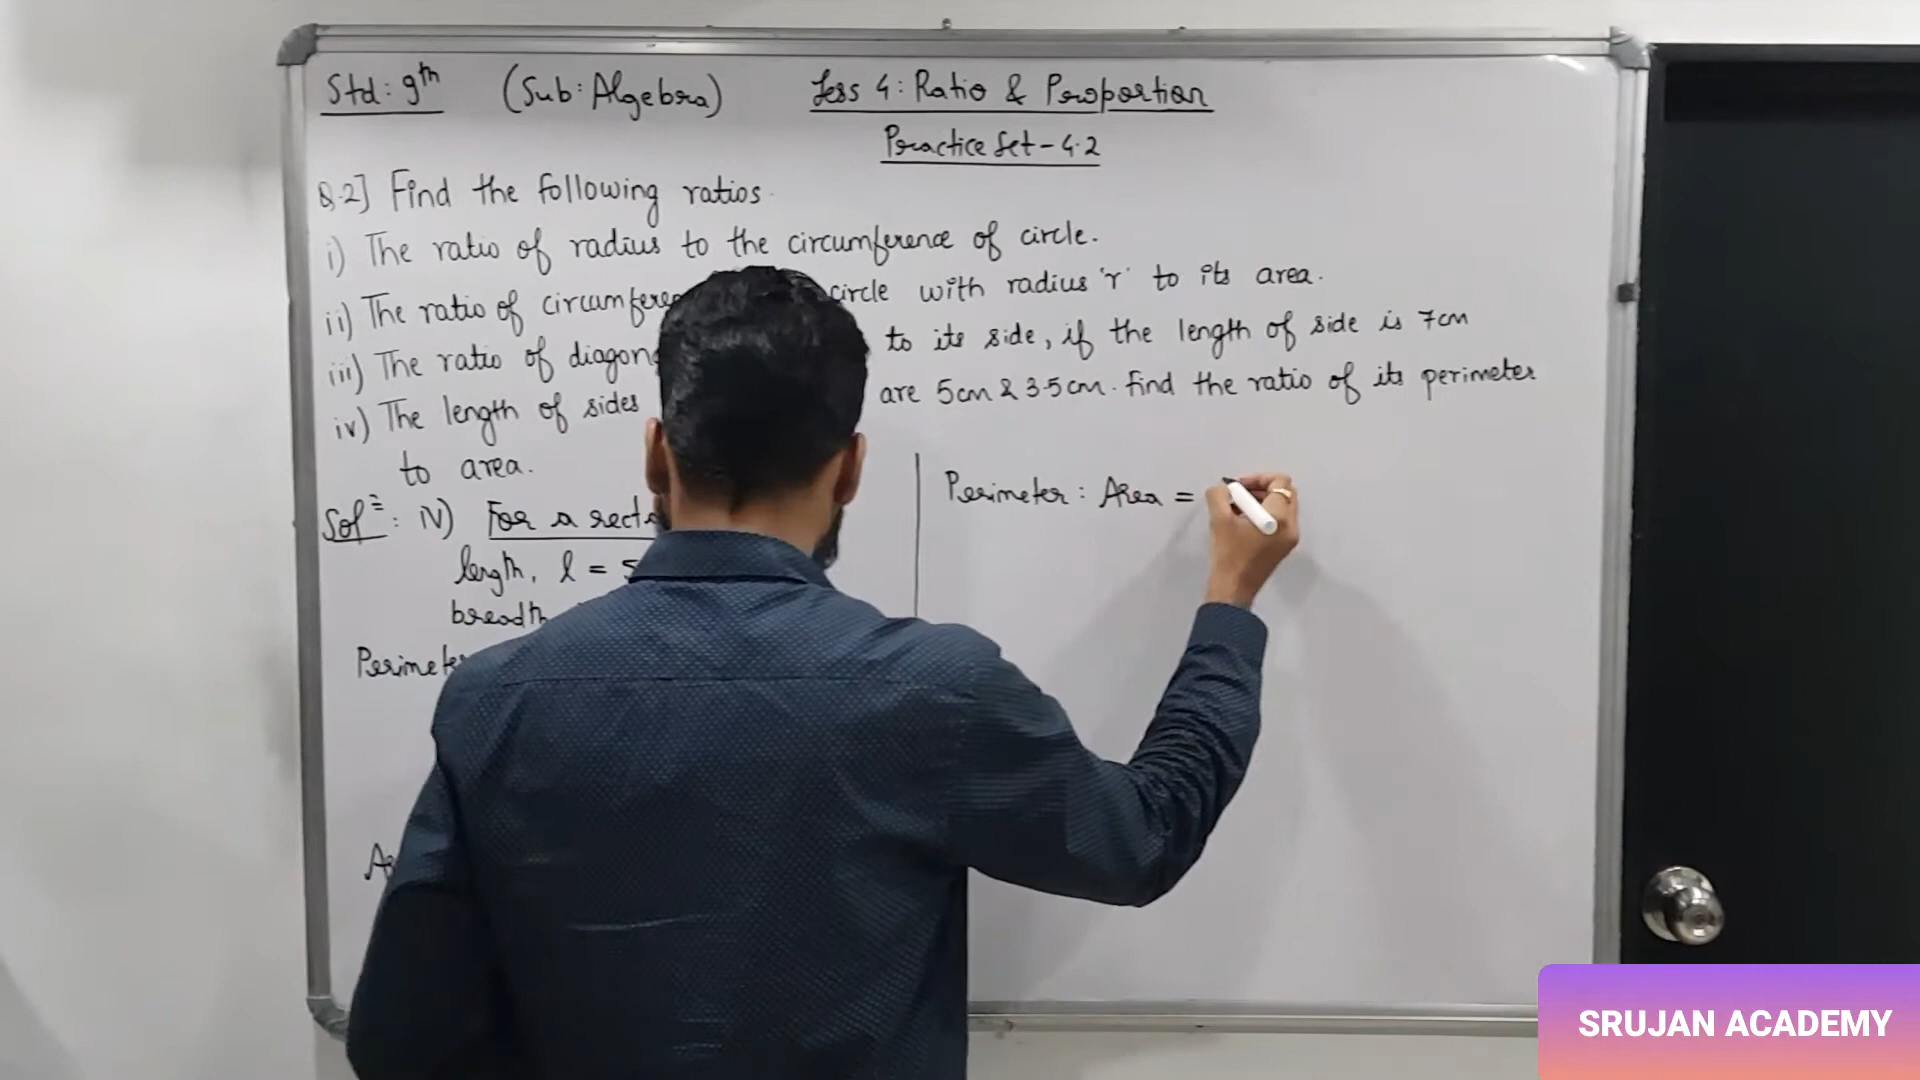 Std: 9th (Sub: Algebra) Less 4: Ratio & Proportion
Practice Set - 4.2
Q.2] Find the following ratios.
i) The ratio of radius to the circumference of circle.
ii) The ratio of circumfere circle with radius 'r' to its area.
iii) The ratio of diagon to its side, if the length of side is 7cm
iv) The length of sides are 5cm & 3.5cm. Find the ratio of its perimeter
to area.
Sol^n : iv) For a recta
length, l = 5
breadth
Perimeter
Perimeter : Area =
SRUJAN ACADEMY